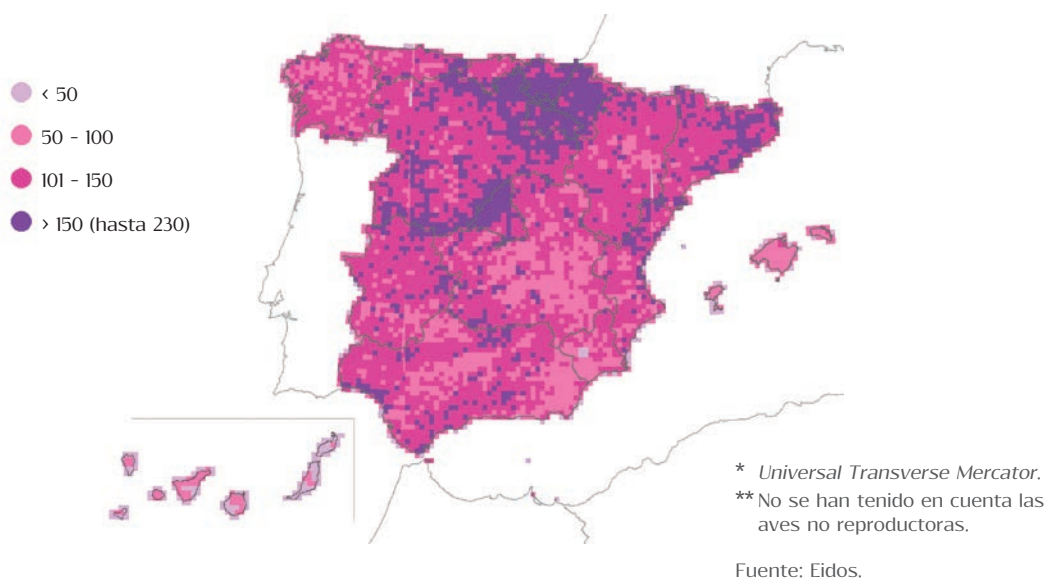 ‹ 50
50 - 100
101 - 150
› 150 (hasta 230)
* Universal Transverse Mercator.
** No se han tenido en cuenta las
aves no reproductoras.
Fuente: Eidos.